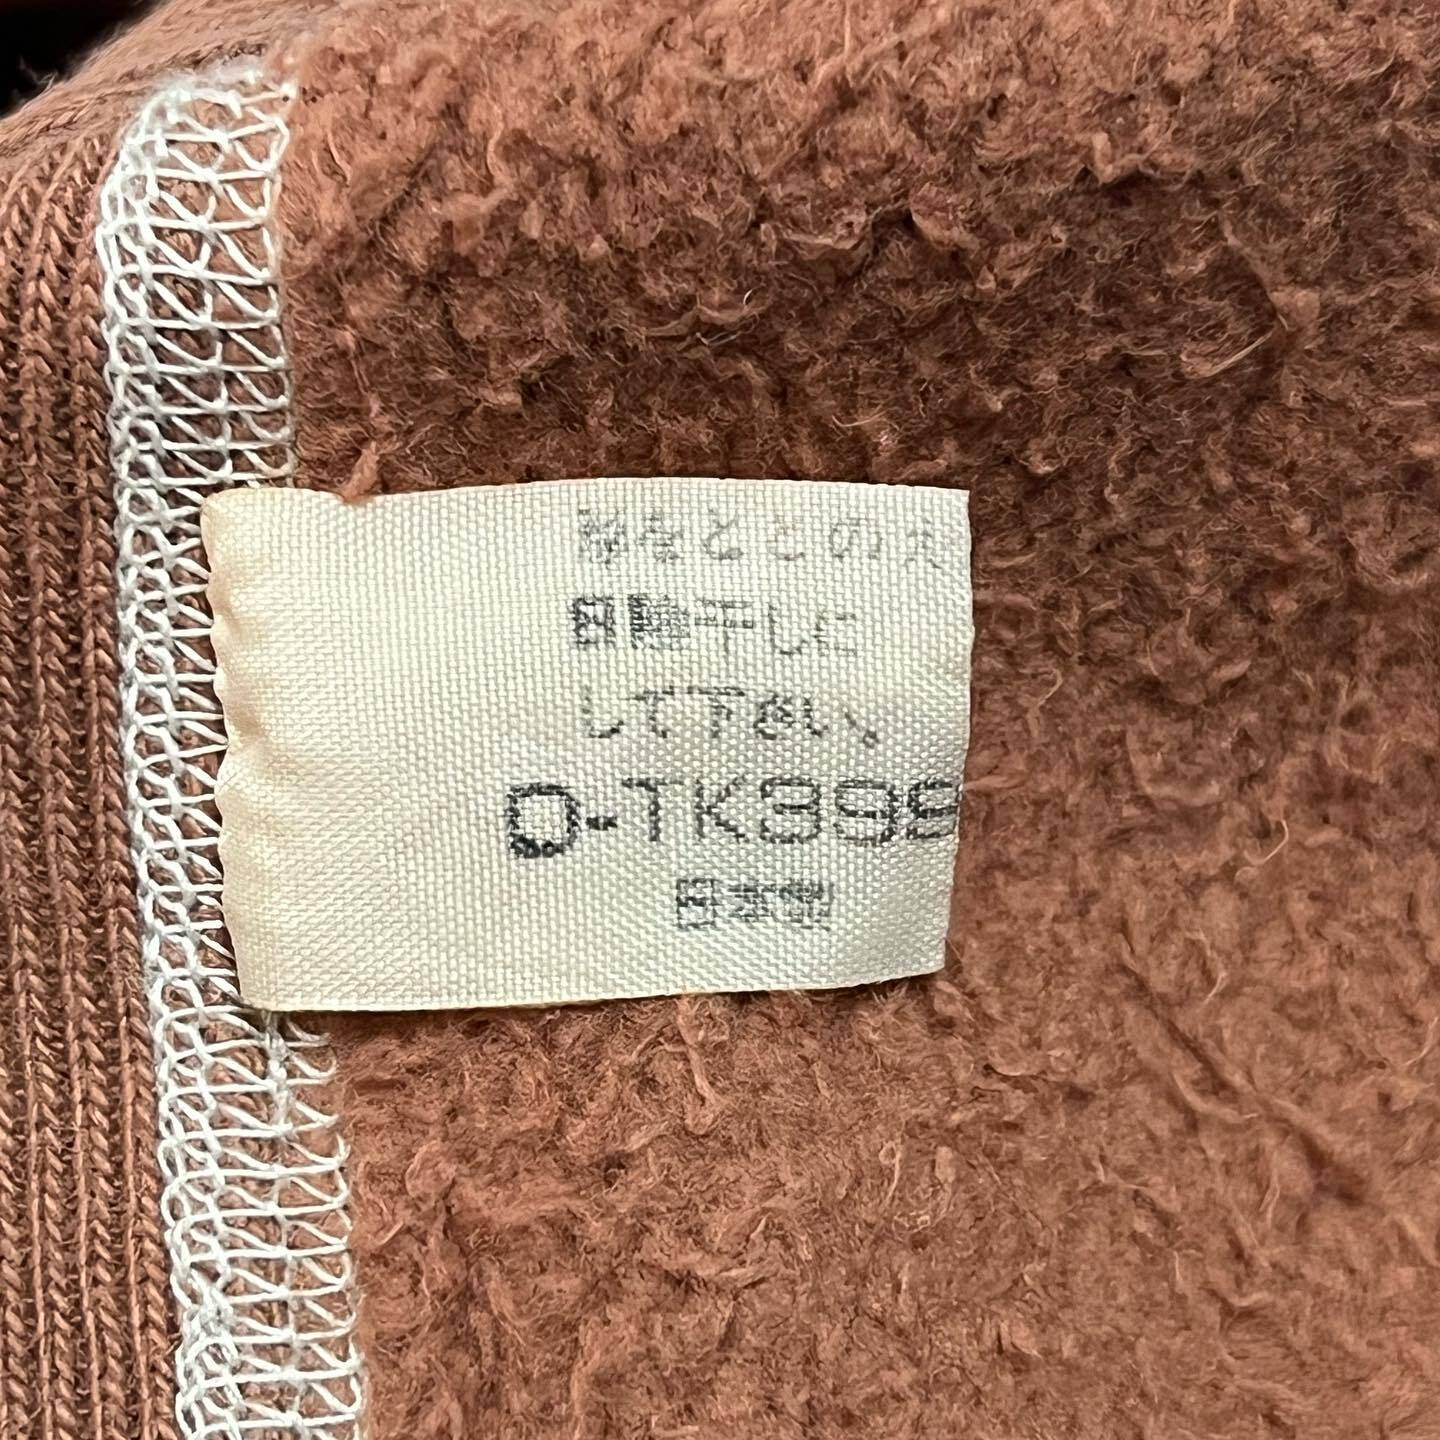 形をととのえ
日陰干しに
して下さい。
O-TK399
日本製